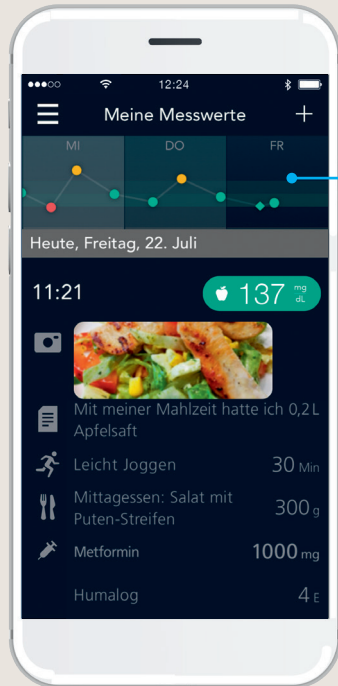 12:24
Meine Messwerte
MI DO FR
Heute, Freitag, 22. Juli
11:21 137 mg dL
Mit meiner Mahlzeit hatte ich 0,2 L
Apfelsaft
Leicht Joggen 30 Min
Mittagessen: Salat mit
Puten-Streifen 300 g
Metformin 1000 mg
Humalog 4 E